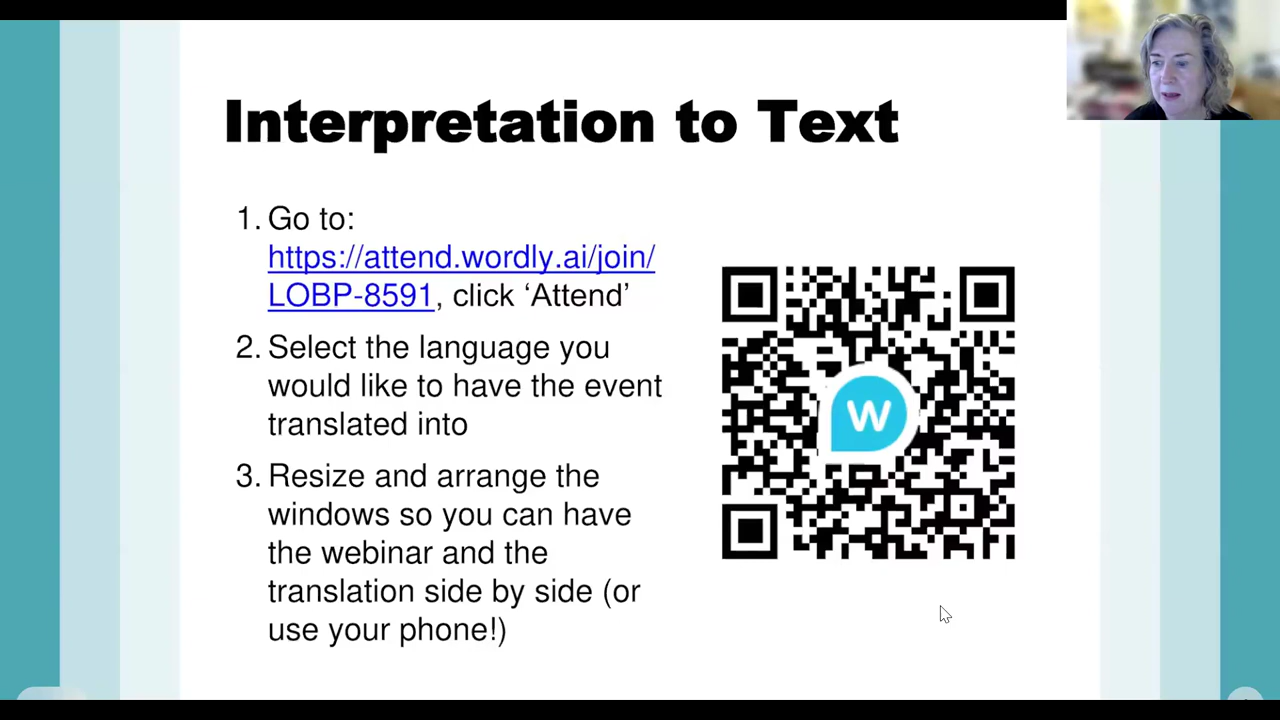 Interpretation to Text
1. Go to:
https://attend.wordly.ai/join/
LOBP-8591, click ‘Attend’
2. Select the language you
would like to have the event
translated into
3. Resize and arrange the
windows so you can have
the webinar and the
translation side by side (or
use your phone!)
W